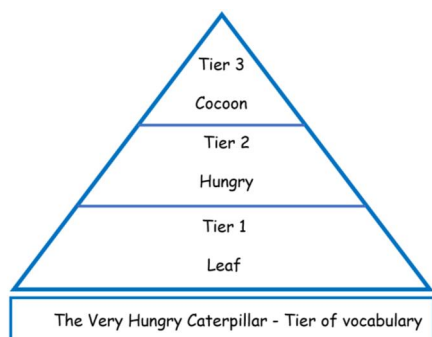 Tier 3
Cocoon
Tier 2
Hungry
Tier 1
Leaf
The Very Hungry Caterpillar - Tier of vocabulary